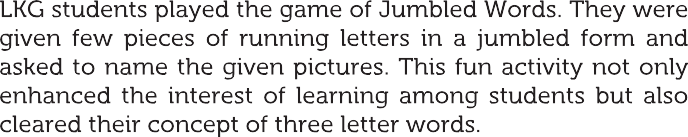 LKG students played the game of Jumbled Words. They were
given few pieces of running letters in a jumbled form and
asked to name the given pictures. This fun activity not only
enhanced the interest of learning among students but also
cleared their concept of three letter words.